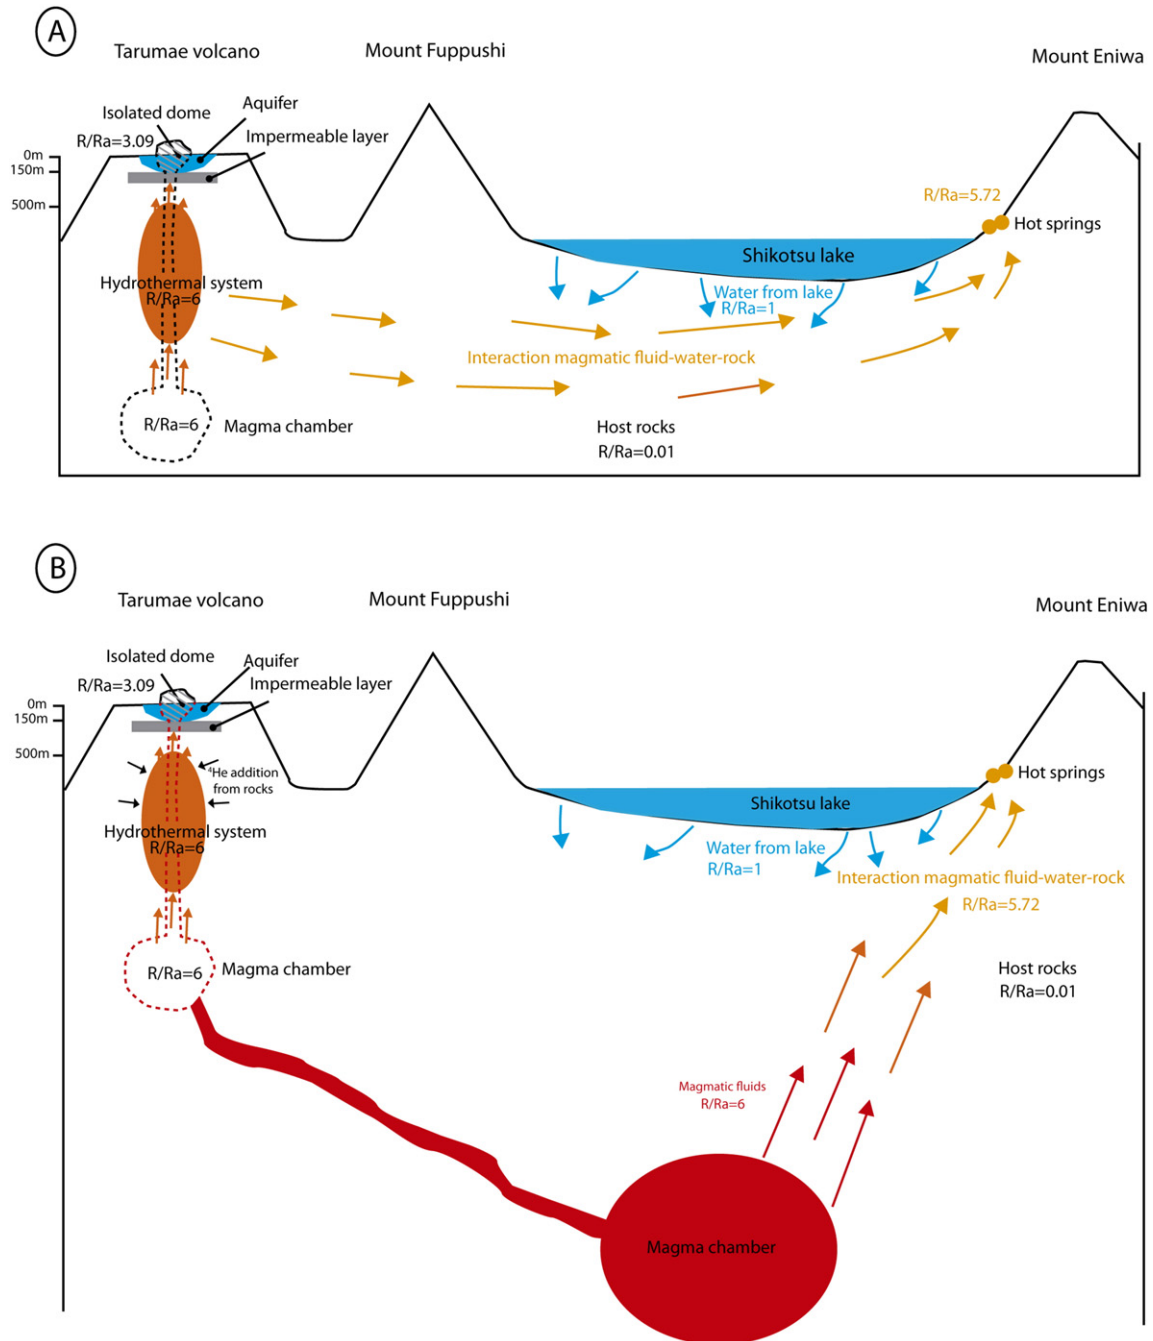 A
Tarumae volcano
Mount Fuppushi
Mount Eniwa
Isolated dome
Aquifer
R/Ra=3.09
Impermeable layer
0m
150m
500m
R/Ra=5.72
Hot springs
Shikotsu lake
Hydrothermal system
R/Ra=6
Water from lake
R/Ra=1
Interaction magmatic fluid-water-rock
R/Ra=6
Magma chamber
Host rocks
R/Ra=0.01
B
Tarumae volcano
Mount Fuppushi
Mount Eniwa
Isolated dome
Aquifer
R/Ra=3.09
Impermeable layer
0m
150m
500m
⁴He addition
from rocks
Hot springs
Shikotsu lake
Hydrothermal system
R/Ra=6
Water from lake
R/Ra=1
Interaction magmatic fluid-water-rock
R/Ra=5.72
R/Ra=6
Magma chamber
Host rocks
R/Ra=0.01
Magmatic fluids
R/Ra=6
Magma chamber